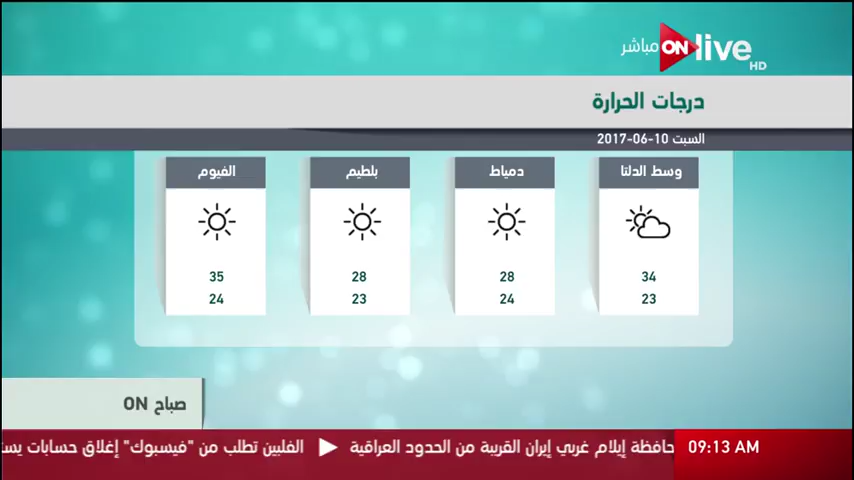 مباشر ON live HD
درجات الحرارة
السبت 10-06-2017
وسط الدلتا
34
23
دمياط
28
24
بلطيم
28
23
الفيوم
35
24
صباح ON
09:13 AM
حافظة إيلام غربي إيران القريبة من الحدود العراقية
الفلبين تطلب من "فيسبوك" إغلاق حسابات